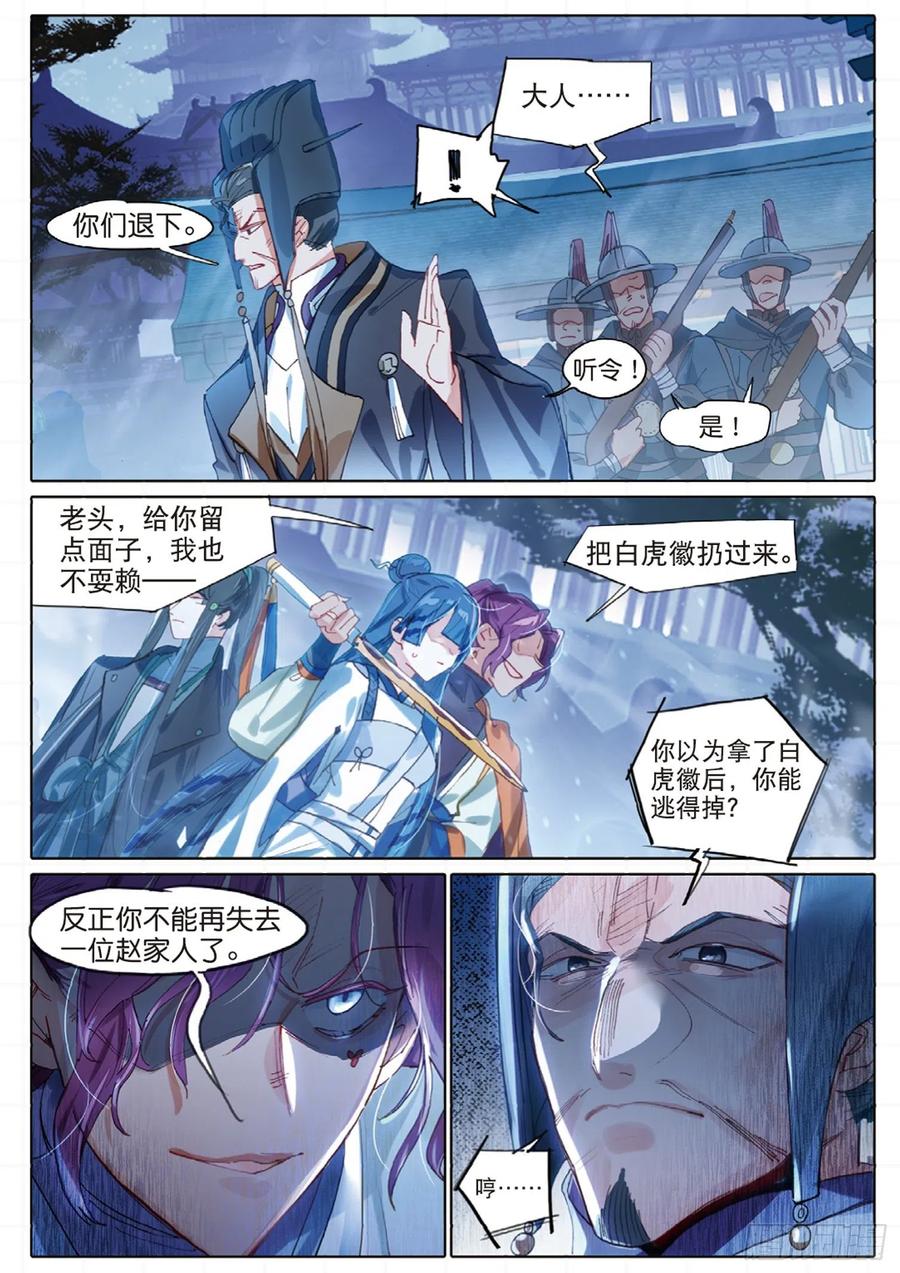 大人……
！
你们退下。
听令！
是！
老头，给你留
点面子，我也
不耍赖——
把白虎徽扔过来。
你以为拿了白
虎徽后，你能
逃得掉？
反正你不能再失去
一位赵家人了。
哼……